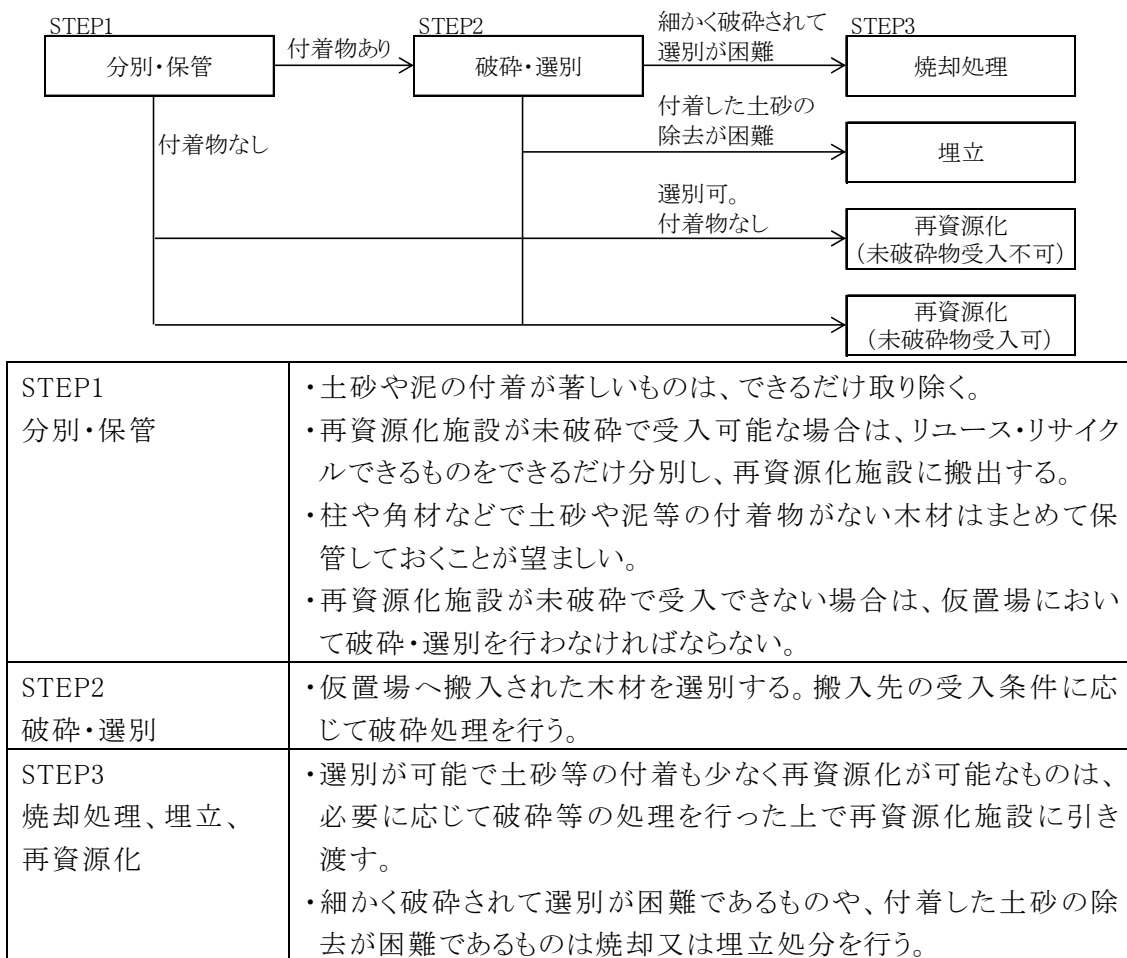 STEP1
分別・保管
付着物あり
STEP2
破砕・選別
細かく破砕されて
選別が困難
STEP3
焼却処理
付着物なし
付着した土砂の
除去が困難
埋立
選別可。
付着物なし
再資源化
（未破砕物受入不可）
再資源化
（未破砕物受入可）
STEP1
分別・保管
・土砂や泥の付着が著しいものは、できるだけ取り除く。
・再資源化施設が未破砕で受入可能な場合は、リユース・リサイク
ルできるものをできるだけ分別し、再資源化施設に搬出する。
・柱や角材などで土砂や泥等の付着物がない木材はまとめて保
管しておくことが望ましい。
・再資源化施設が未破砕で受入できない場合は、仮置場におい
て破砕・選別を行わなければならない。
STEP2
破砕・選別
・仮置場へ搬入された木材を選別する。搬入先の受入条件に応
じて破砕処理を行う。
STEP3
焼却処理、埋立、
再資源化
・選別が可能で土砂等の付着も少なく再資源化が可能なものは、
必要に応じて破砕等の処理を行った上で再資源化施設に引き
渡す。
・細かく破砕されて選別が困難であるものや、付着した土砂の除
去が困難であるものは焼却又は埋立処分を行う。